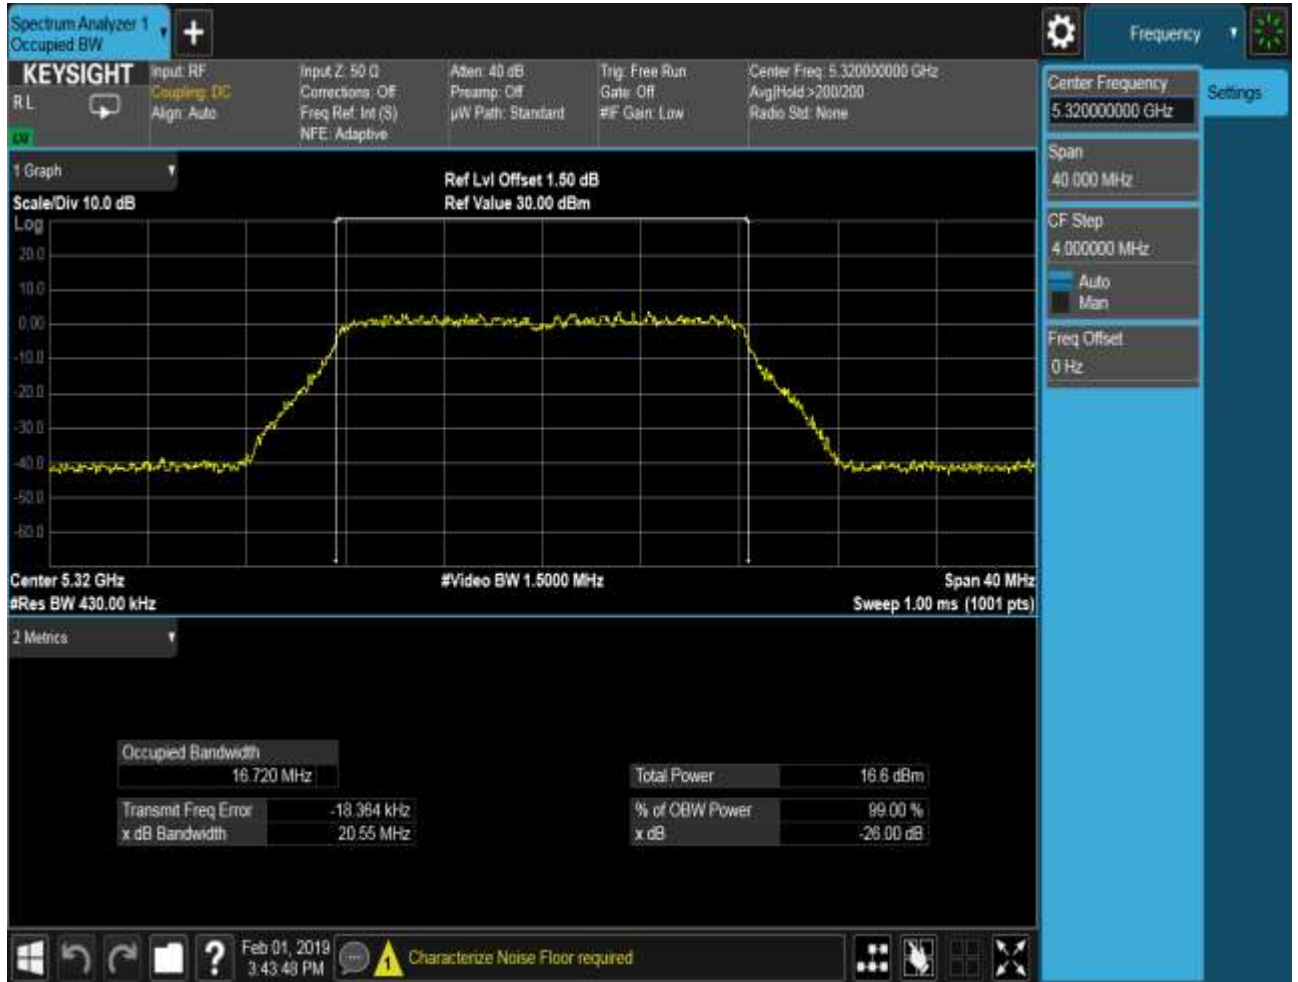 Spectrum Analyzer 1
Occupied BW
Frequency
KEYSIGHT
R L
Input: RF
Coupling: DC
Align: Auto
Input Z: 50 Ω
Corrections: Off
Freq Ref: Int (S)
NFE: Adaptive
Atten: 40 dB
Preamp: Off
µW Path: Standard
Trig: Free Run
Gate: Off
#IF Gain: Low
Center Freq: 5.320000000 GHz
Avg|Hold:>200/200
Radio Std: None
Center Frequency
5.320000000 GHz
Settings
Span
40.000 MHz
CF Step
4.000000 MHz
Auto
Man
Freq Offset
0 Hz
1 Graph
Scale/Div 10.0 dB
Ref Lvl Offset 1.50 dB
Ref Value 30.00 dBm
Log
20.0
10.0
0.00
-10.0
-20.0
-30.0
-40.0
-50.0
-60.0
Center 5.32 GHz
#Res BW 430.00 kHz
#Video BW 1.5000 MHz
Span 40 MHz
Sweep 1.00 ms (1001 pts)
2 Metrics
Occupied Bandwidth
16.720 MHz
Transmit Freq Error -18.364 kHz
x dB Bandwidth 20.55 MHz
Total Power 16.6 dBm
% of OBW Power 99.00 %
x dB -26.00 dB
?
Feb 01, 2019
3:43:48 PM
1
Characterize Noise Floor required